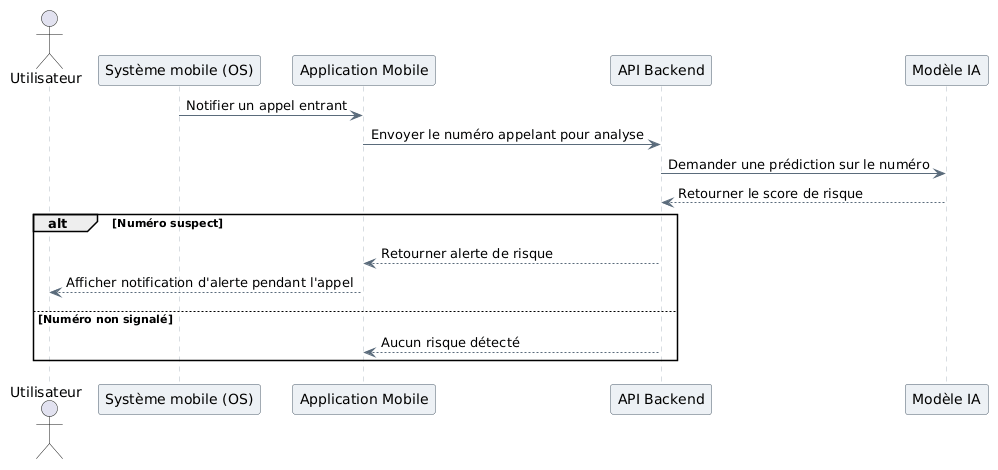 Utilisateur
Système mobile (OS)
Application Mobile
API Backend
Modèle IA
Notifier un appel entrant
Envoyer le numéro appelant pour analyse
Demander une prédiction sur le numéro
Retourner le score de risque
alt
[Numéro suspect]
Retourner alerte de risque
Afficher notification d'alerte pendant l'appel
[Numéro non signalé]
Aucun risque détecté
Utilisateur
Système mobile (OS)
Application Mobile
API Backend
Modèle IA